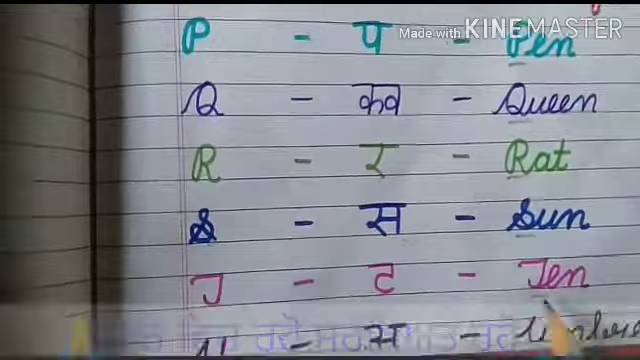 Made with KINEMASTER
P - प - Pen
Q - क्व - Queen
R - र - Rat
S - स - Sun
T - ट - Ten
U - अ -